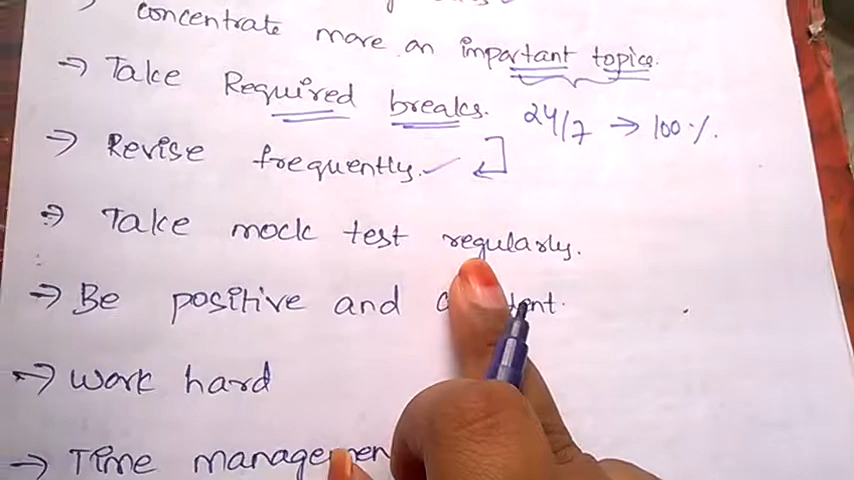 concentrate more on important topics.
→ Take Required breaks. 24/7 → 100%.
→ Revise frequently. ✓
→ Take mock test regularly.
→ Be positive and
→ Work hard
→ Time